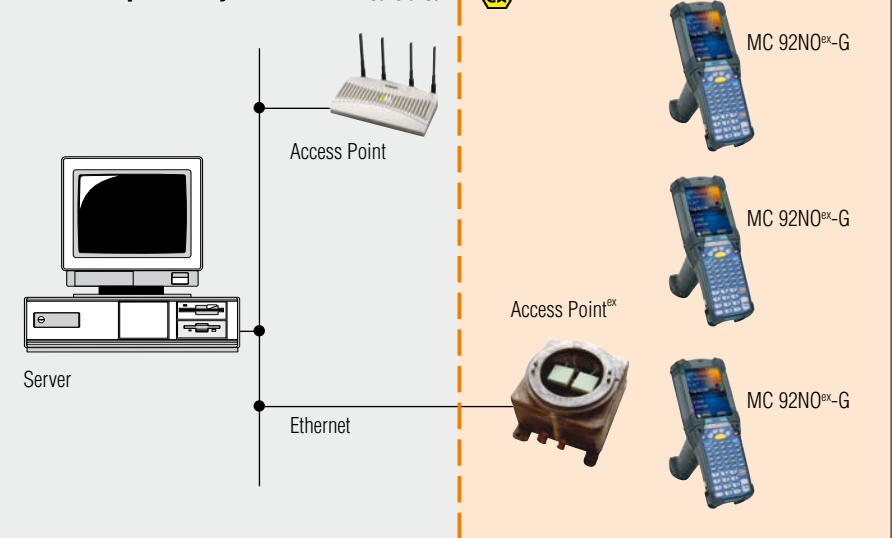 MC 92NOᵉˣ-G
Access Point
MC 92NOᵉˣ-G
Access Pointᵉˣ
Server
MC 92NOᵉˣ-G
Ethernet